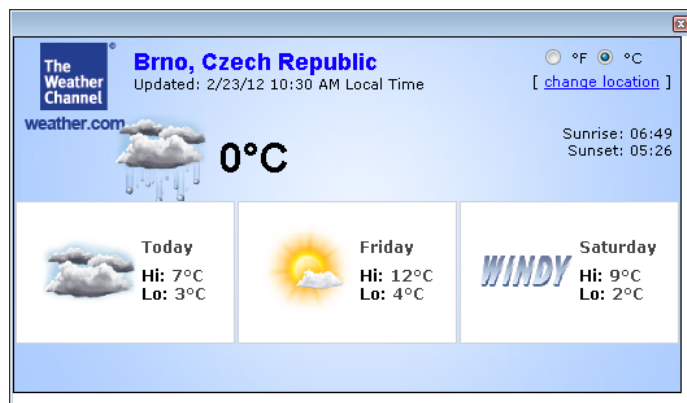 The
Weather
Channel
weather.com
Brno, Czech Republic
Updated: 2/23/12 10:30 AM Local Time
°F °C
[ change location ]
0°C
Sunrise: 06:49
Sunset: 05:26
Today
Hi: 7°C
Lo: 3°C
Friday
Hi: 12°C
Lo: 4°C
WINDY
Saturday
Hi: 9°C
Lo: 2°C